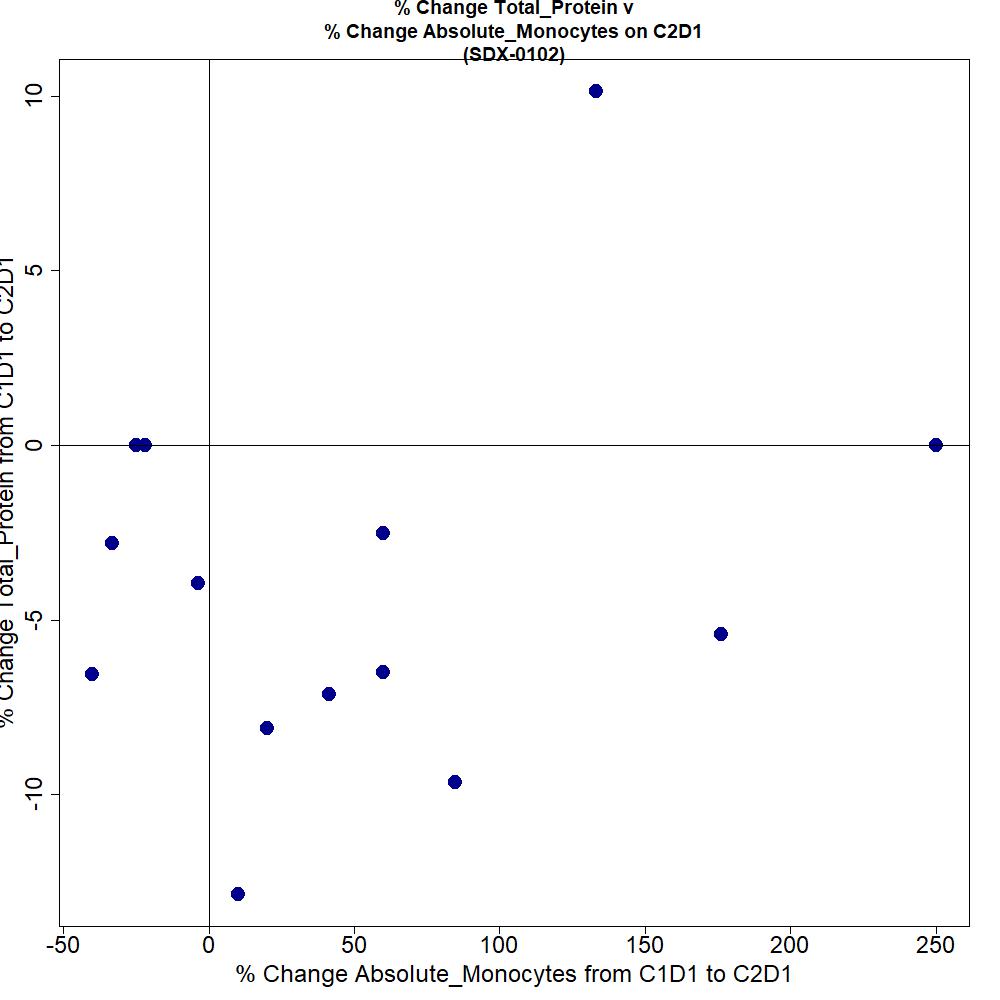 % Change Total_Protein v
% Change Absolute_Monocytes on C2D1
(SDX-0102)
10
5
0
-5
-10
% Change Total_Protein from C1D1 to C2D1
-50 0 50 100 150 200 250
% Change Absolute_Monocytes from C1D1 to C2D1